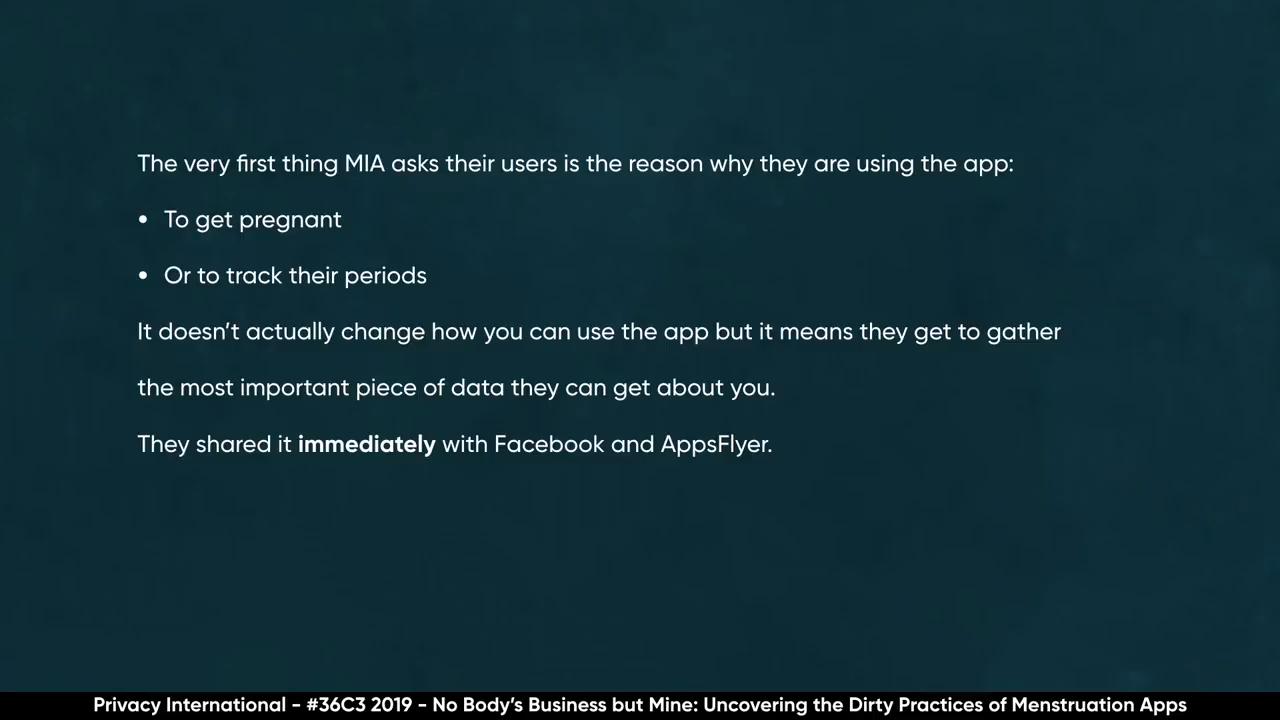 The very first thing MIA asks their users is the reason why they are using the app:
• To get pregnant
• Or to track their periods
It doesn’t actually change how you can use the app but it means they get to gather
the most important piece of data they can get about you.
They shared it immediately with Facebook and AppsFlyer.
Privacy International - #36C3 2019 - No Body’s Business but Mine: Uncovering the Dirty Practices of Menstruation Apps